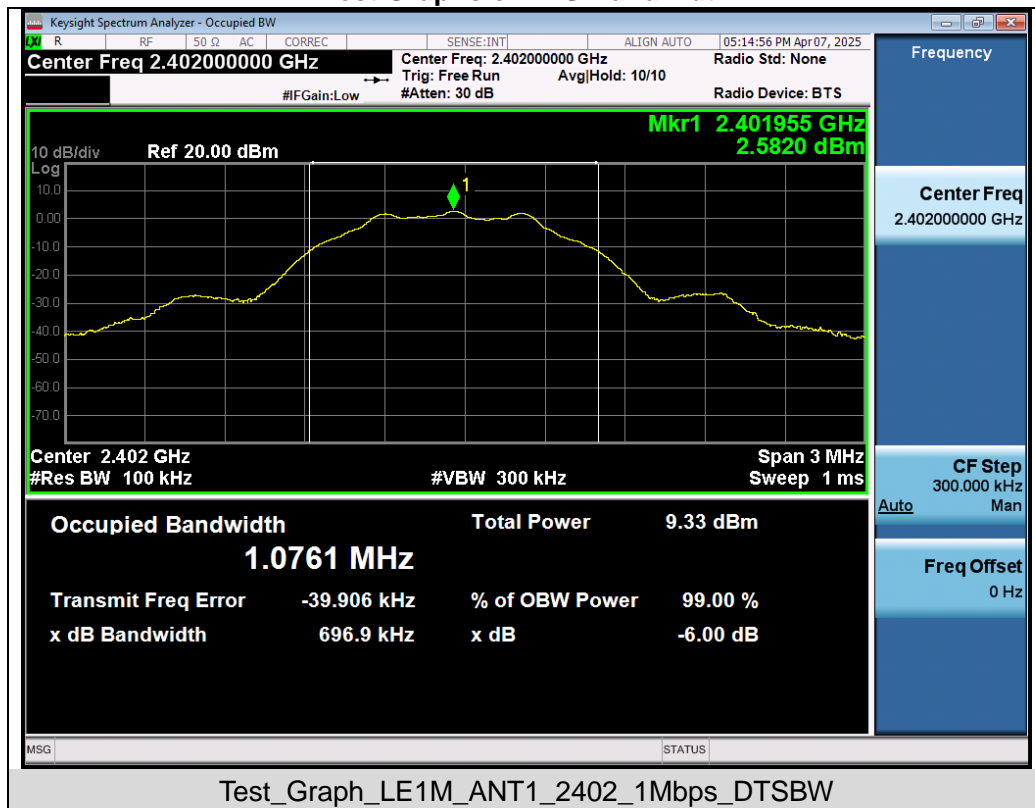 Keysight Spectrum Analyzer - Occupied BW
LXI R RF 50 Ω AC CORREC SENSE:INT ALIGN AUTO 05:14:56 PM Apr 07, 2025
Center Freq 2.402000000 GHz
Center Freq: 2.402000000 GHz
Radio Std: None
Trig: Free Run Avg|Hold: 10/10
#IFGain:Low
#Atten: 30 dB
Radio Device: BTS
Frequency
Mkr1 2.401955 GHz
2.5820 dBm
10 dB/div Ref 20.00 dBm
Log
10.0
0.00
-10.0
-20.0
-30.0
-40.0
-50.0
-60.0
-70.0
1
Center 2.402 GHz
Span 3 MHz
#Res BW 100 kHz
#VBW 300 kHz
Sweep 1 ms
Center Freq
2.402000000 GHz
CF Step
300.000 kHz
Auto Man
Freq Offset
0 Hz
Occupied Bandwidth
1.0761 MHz
Total Power 9.33 dBm
Transmit Freq Error -39.906 kHz
% of OBW Power 99.00 %
x dB Bandwidth 696.9 kHz
x dB -6.00 dB
MSG
STATUS
Test_Graph_LE1M_ANT1_2402_1Mbps_DTSBW